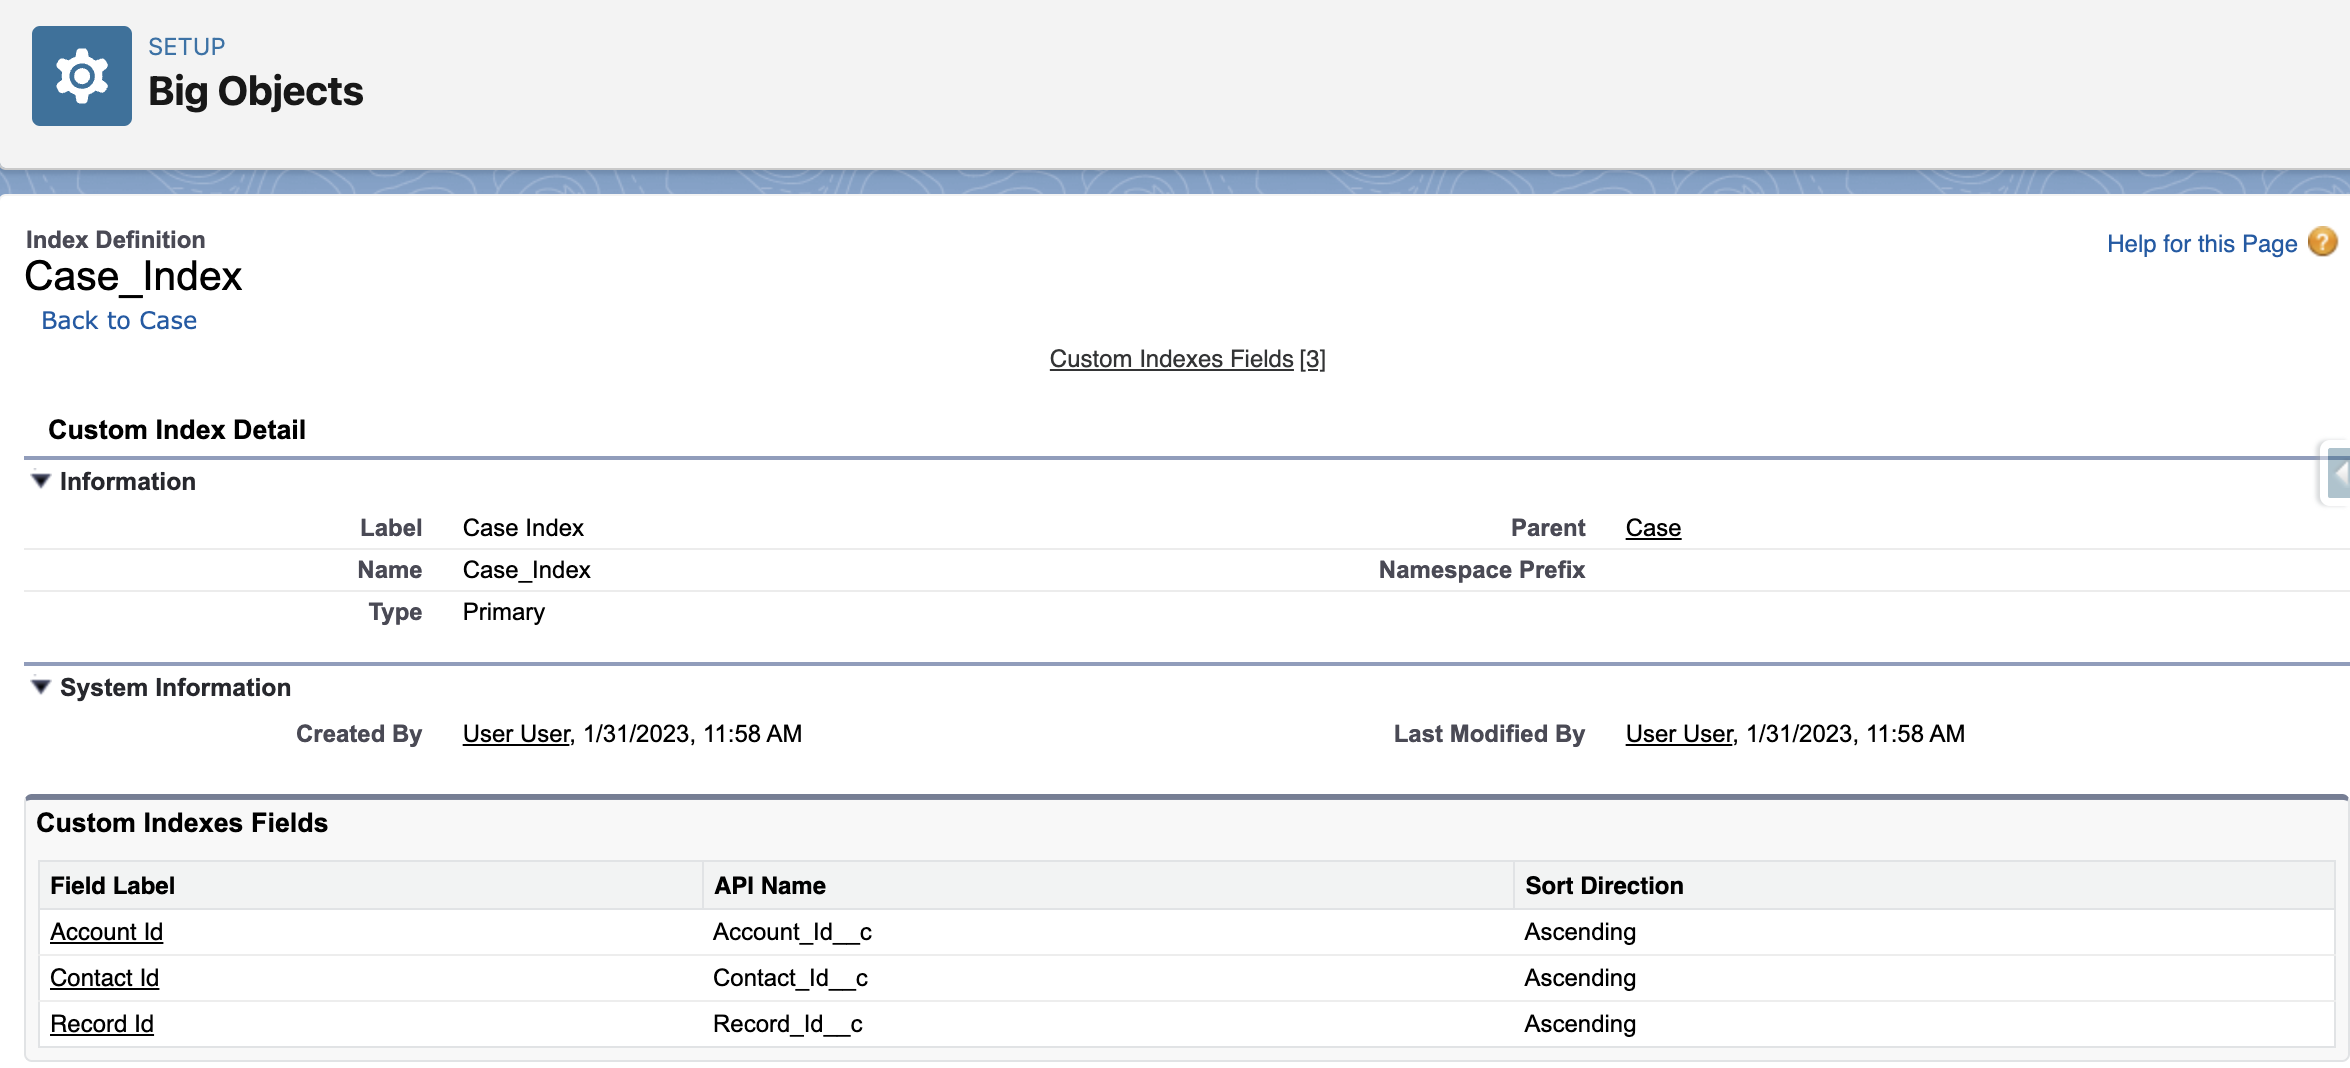 SETUP
Big Objects
Index Definition
Case_Index
Help for this Page ?
Back to Case
Custom Indexes Fields [3]
Custom Index Detail
Information
Label Case Index Parent Case
Name Case_Index Namespace Prefix
Type Primary
System Information
Created By User User, 1/31/2023, 11:58 AM Last Modified By User User, 1/31/2023, 11:58 AM
Custom Indexes Fields
Field Label API Name Sort Direction
Account Id Account_Id__c Ascending
Contact Id Contact_Id__c Ascending
Record Id Record_Id__c Ascending